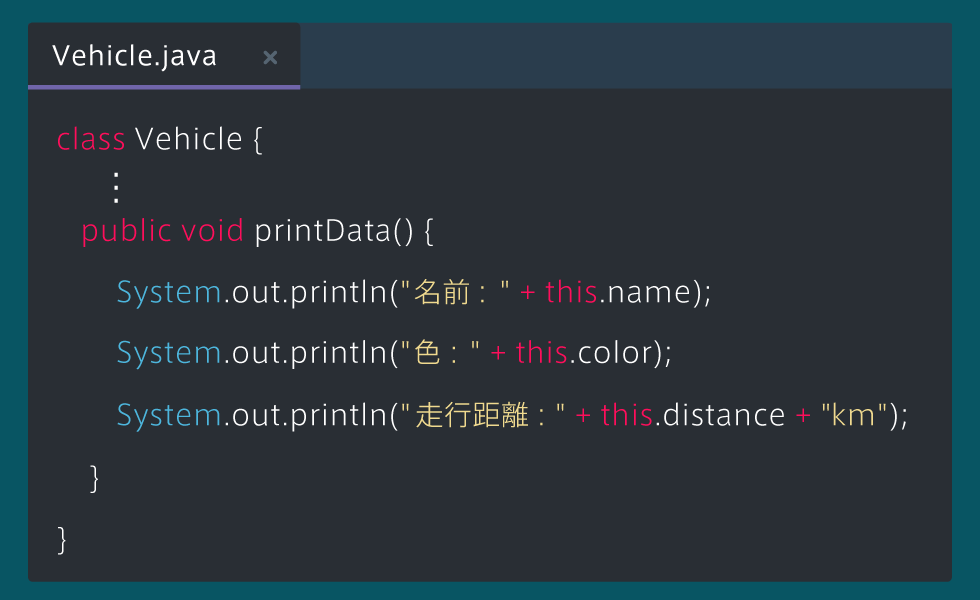 Vehicle.java ×
class Vehicle {
⋮
public void printData() {
System.out.println("名前 : " + this.name);
System.out.println("色 : " + this.color);
System.out.println("走行距離 : " + this.distance + "km");
}
}